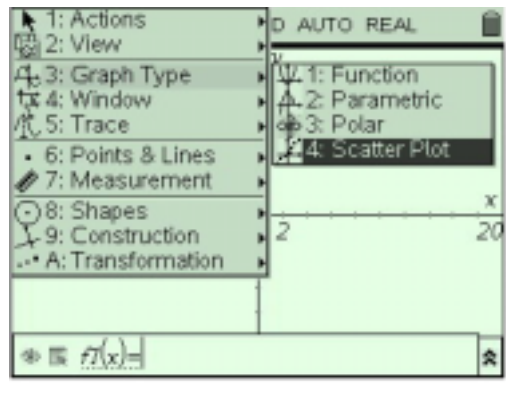 1: Actions
2: View
3: Graph Type
4: Window
5: Trace
6: Points & Lines
7: Measurement
8: Shapes
9: Construction
A: Transformation
D AUTO REAL
y
1: Function
2: Parametric
3: Polar
4: Scatter Plot
x
2
20
f1(x)=